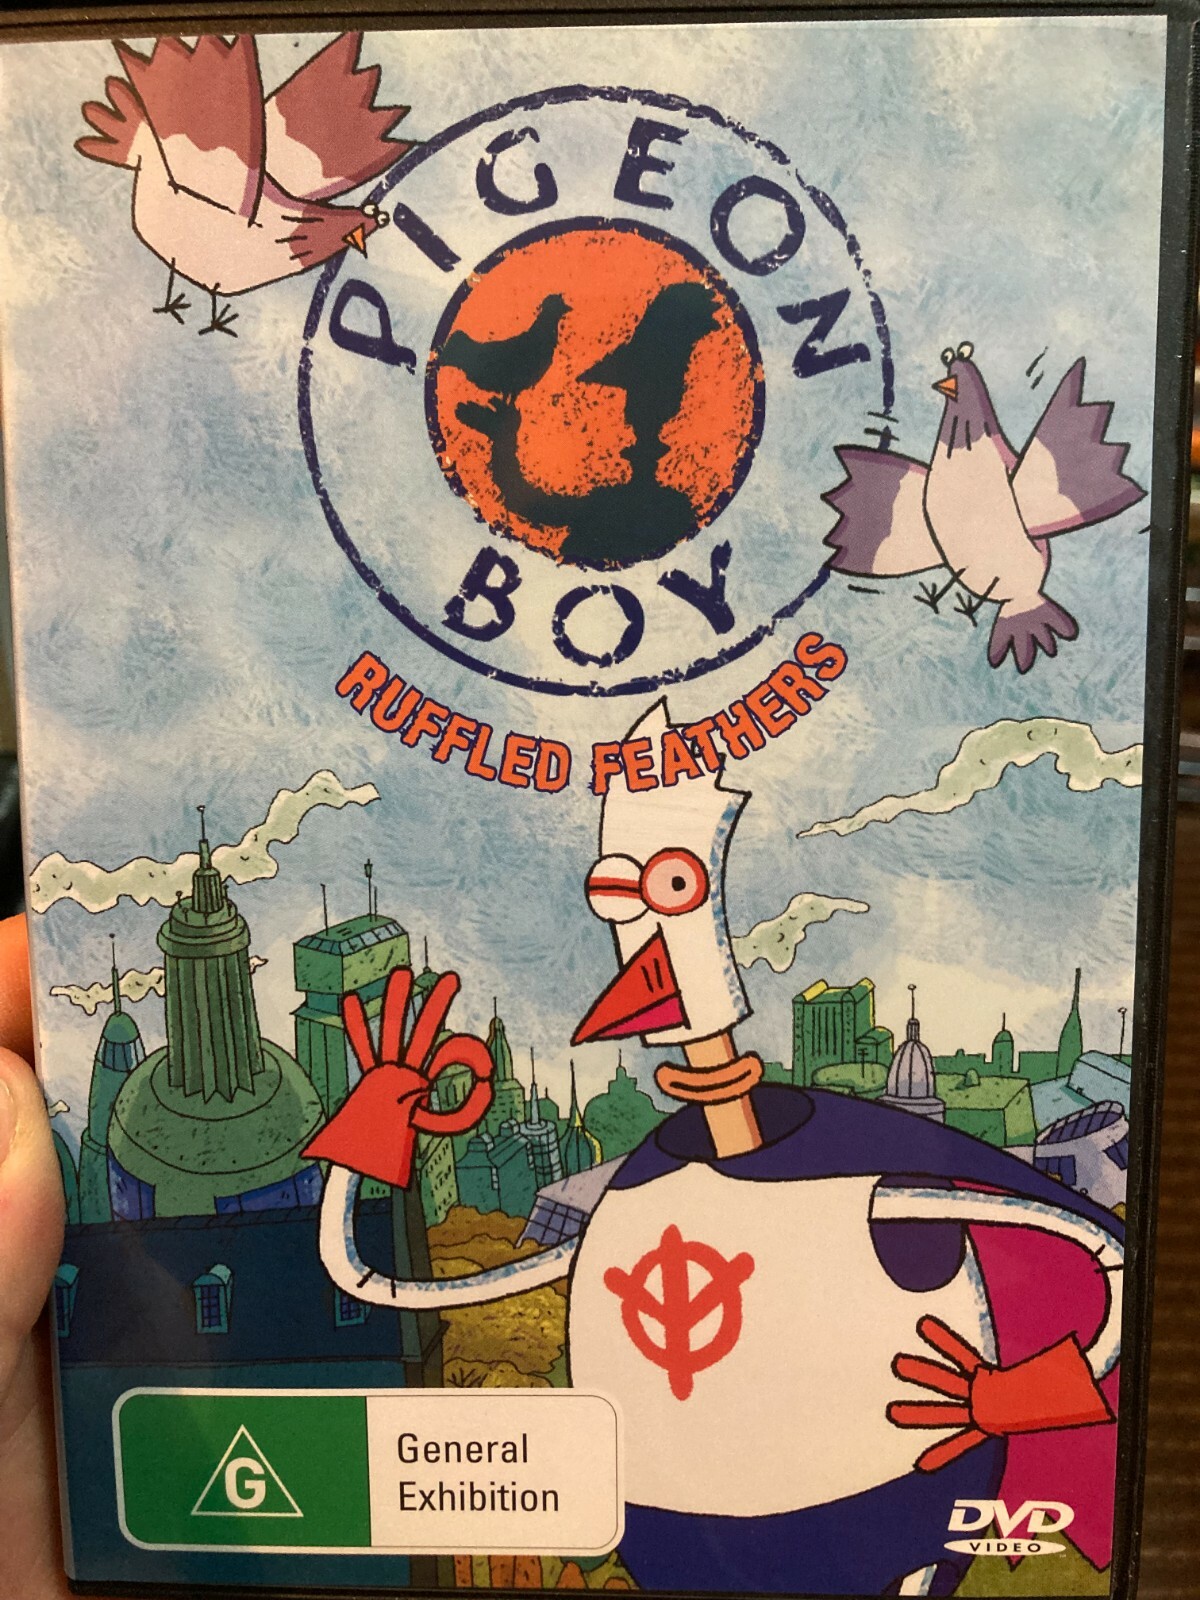 PIGEON
BOY
RUFFLED FEATHERS
G
General
Exhibition
DVD
VIDEO